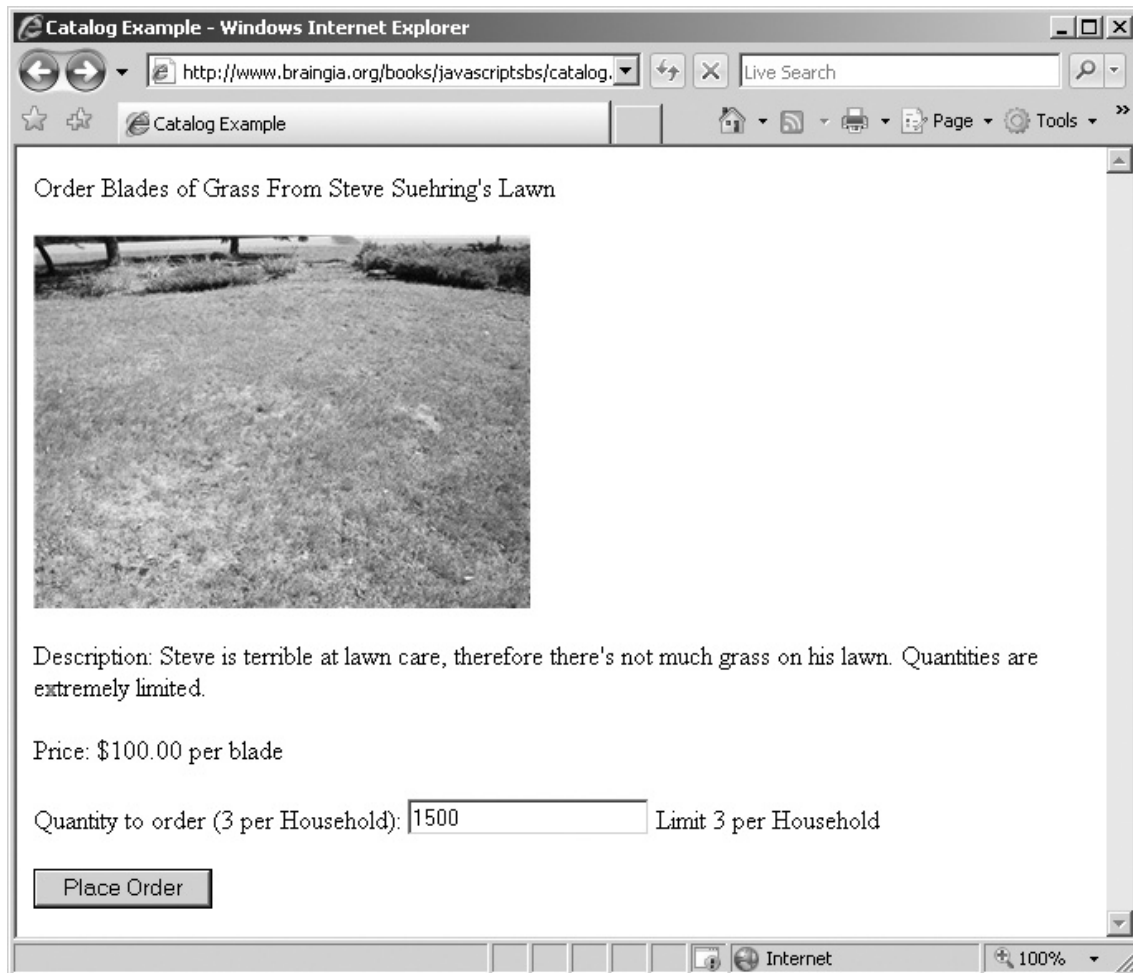 Catalog Example - Windows Internet Explorer
http://www.braingia.org/books/javascriptsbs/catalog.
Live Search
Catalog Example
Page
Tools
»
Order Blades of Grass From Steve Suehring's Lawn
Description: Steve is terrible at lawn care, therefore there's not much grass on his lawn. Quantities are
extremely limited.
Price: $100.00 per blade
Quantity to order (3 per Household): 1500 Limit 3 per Household
Place Order
Internet
100%